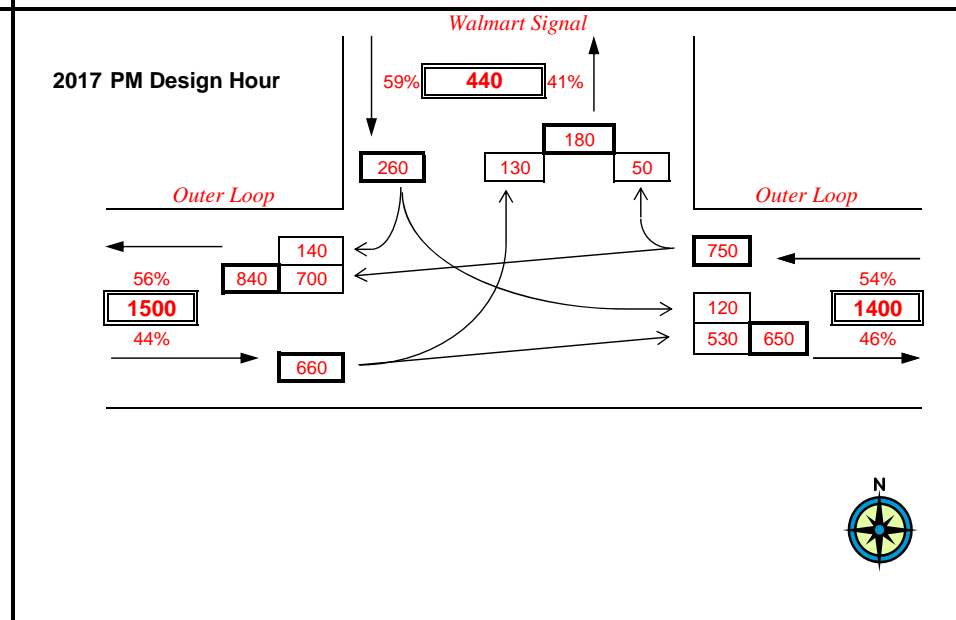 Walmart Signal
2017 PM Design Hour
59% 440 41%
180
260 130 50
Outer Loop Outer Loop
140 750
56% 840 700 54%
1500 120 1400
44% 530 650 46%
660
N